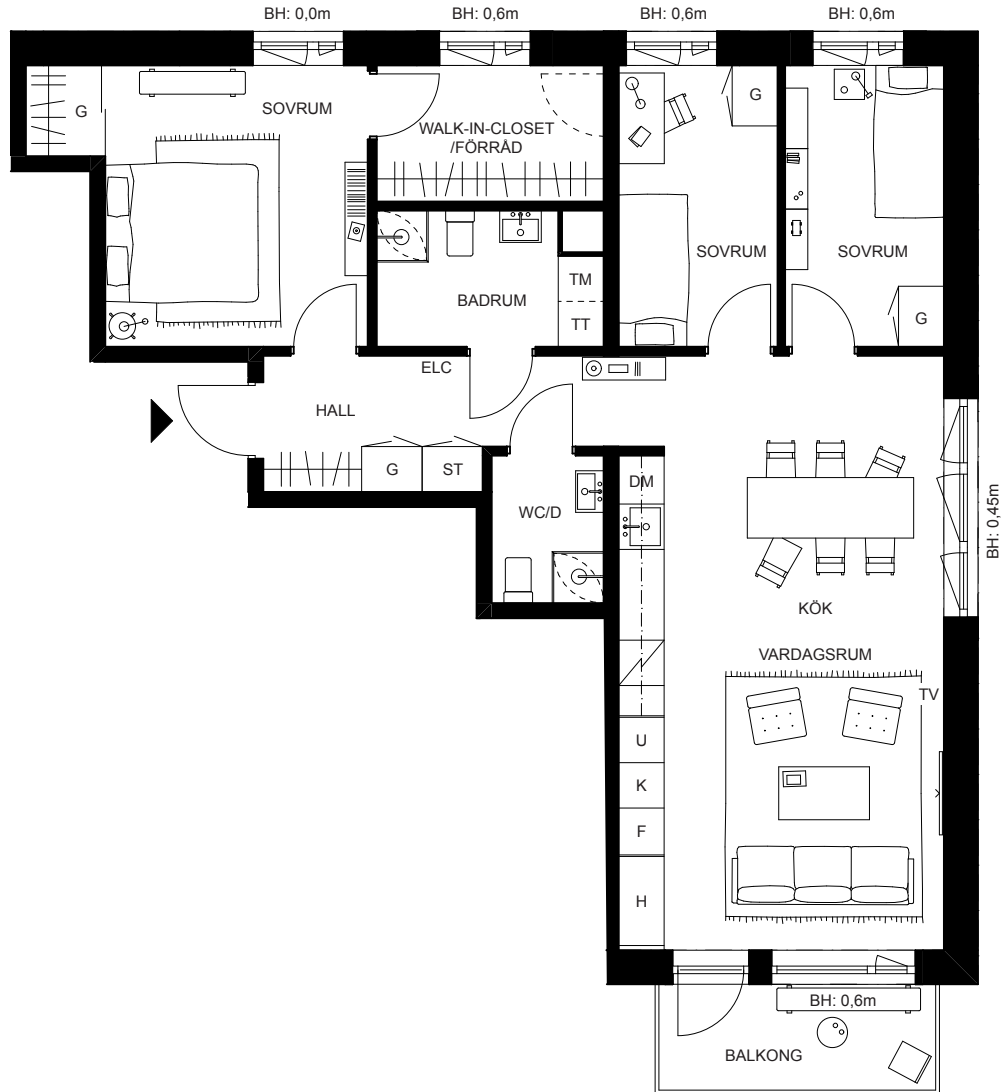 BH: 0,0m
BH: 0,6m
BH: 0,6m
BH: 0,6m
G
SOVRUM
WALK-IN-CLOSET
/FÖRRÅD
G
SOVRUM
SOVRUM
BADRUM
TM
TT
G
ELC
HALL
G
ST
WC/D
DM
BH: 0,45m
KÖK
VARDAGSRUM
TV
U
K
F
H
BH: 0,6m
BALKONG